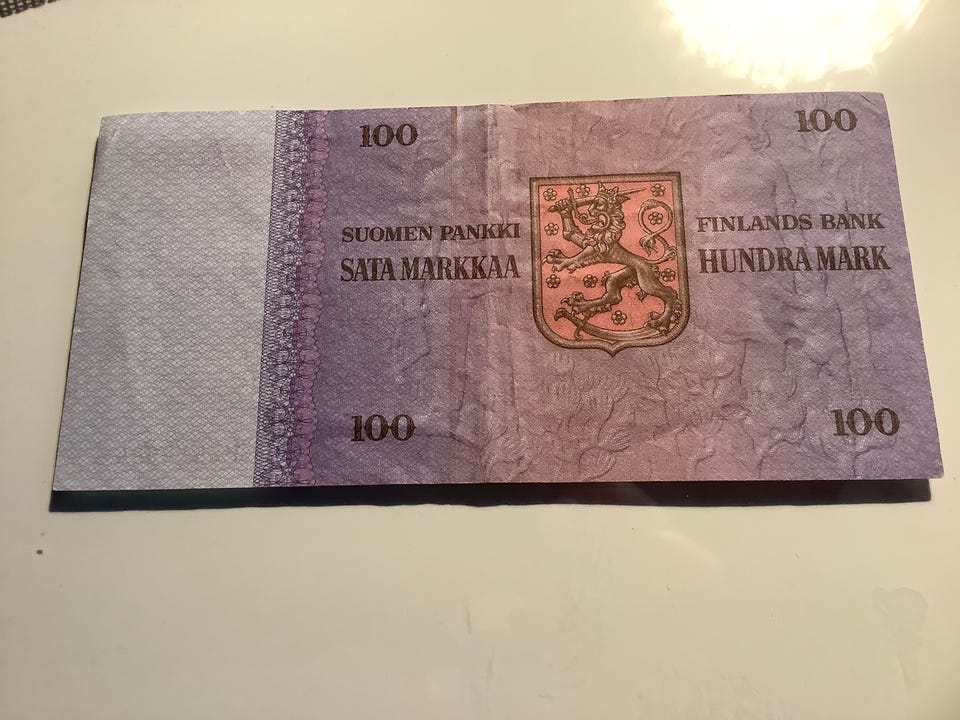 100
100
SUOMEN PANKKI
SATA MARKKAA
FINLANDS BANK
HUNDRA MARK
100
100